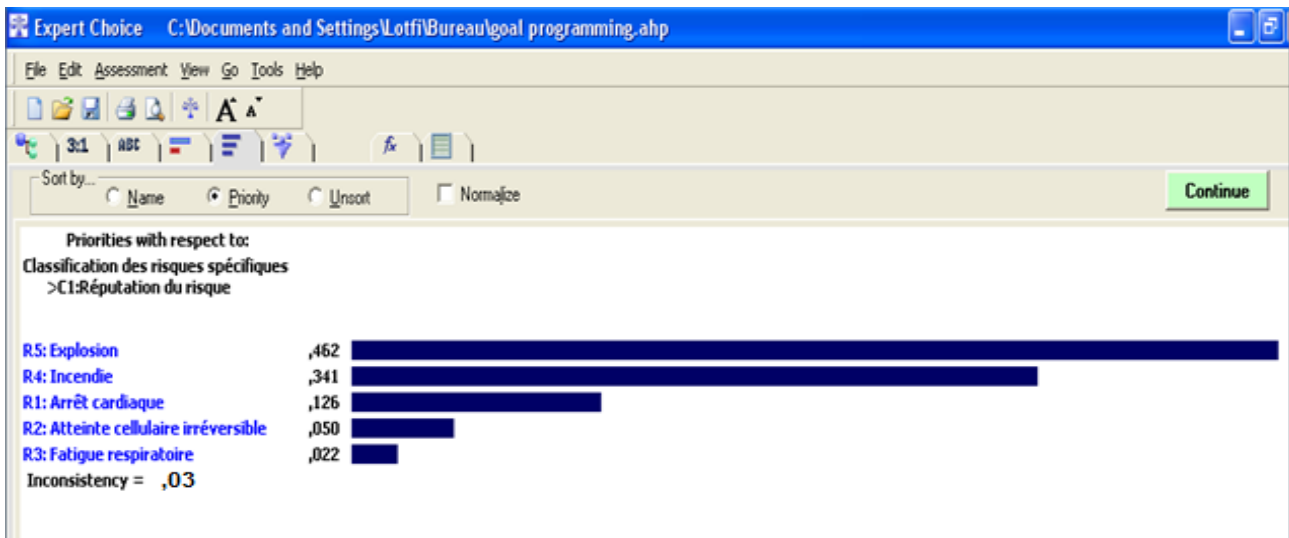 Expert Choice C:\Documents and Settings\Lotfi\Bureau\goal programming.ahp
File Edit Assessment View Go Tools Help
A A
3:1 ABC fx
Sort by...
Name Priority Unsort Normalize Continue
Priorities with respect to:
Classification des risques spécifiques
>C1:Réputation du risque
R5: Explosion ,462
R4: Incendie ,341
R1: Arrêt cardiaque ,126
R2: Atteinte cellulaire irréversible ,050
R3: Fatigue respiratoire ,022
Inconsistency = ,03